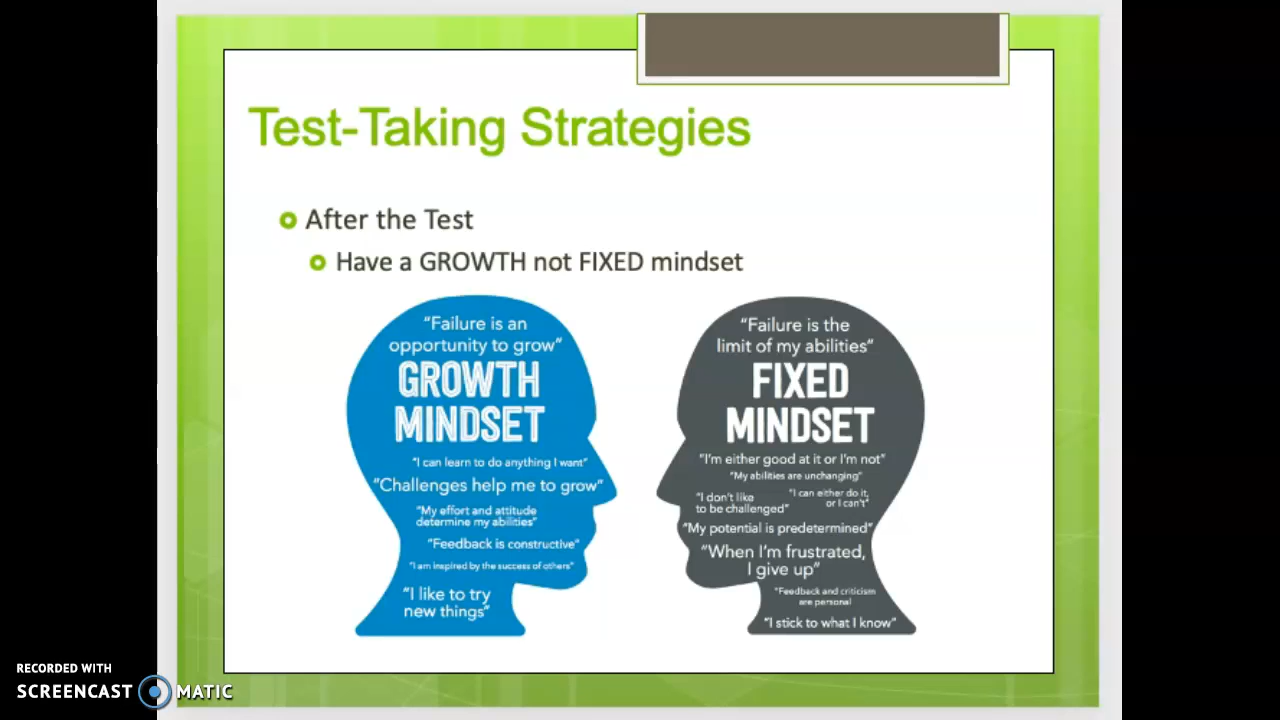 Test-Taking Strategies
After the Test
Have a GROWTH not FIXED mindset
"Failure is an
opportunity to grow"
GROWTH
MINDSET
"I can learn to do anything I want"
"Challenges help me to grow"
"My effort and attitude
determine my abilities"
"Feedback is constructive"
"I am inspired by the success of others"
"I like to try
new things"
"Failure is the
limit of my abilities"
FIXED
MINDSET
"I'm either good at it or I'm not"
"My abilities are unchanging"
"I don't like
to be challenged"
"I can either do it,
or I can't"
"My potential is predetermined"
"When I'm frustrated,
I give up"
"Feedback and criticism
are personal"
"I stick to what I know"
RECORDED WITH
SCREENCAST MATIC